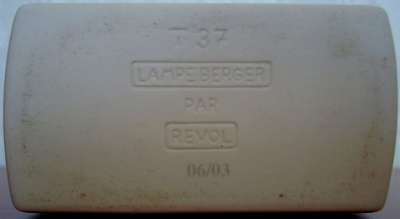 T 37
LAMPE BERGER
PAR
REVOL
06/03